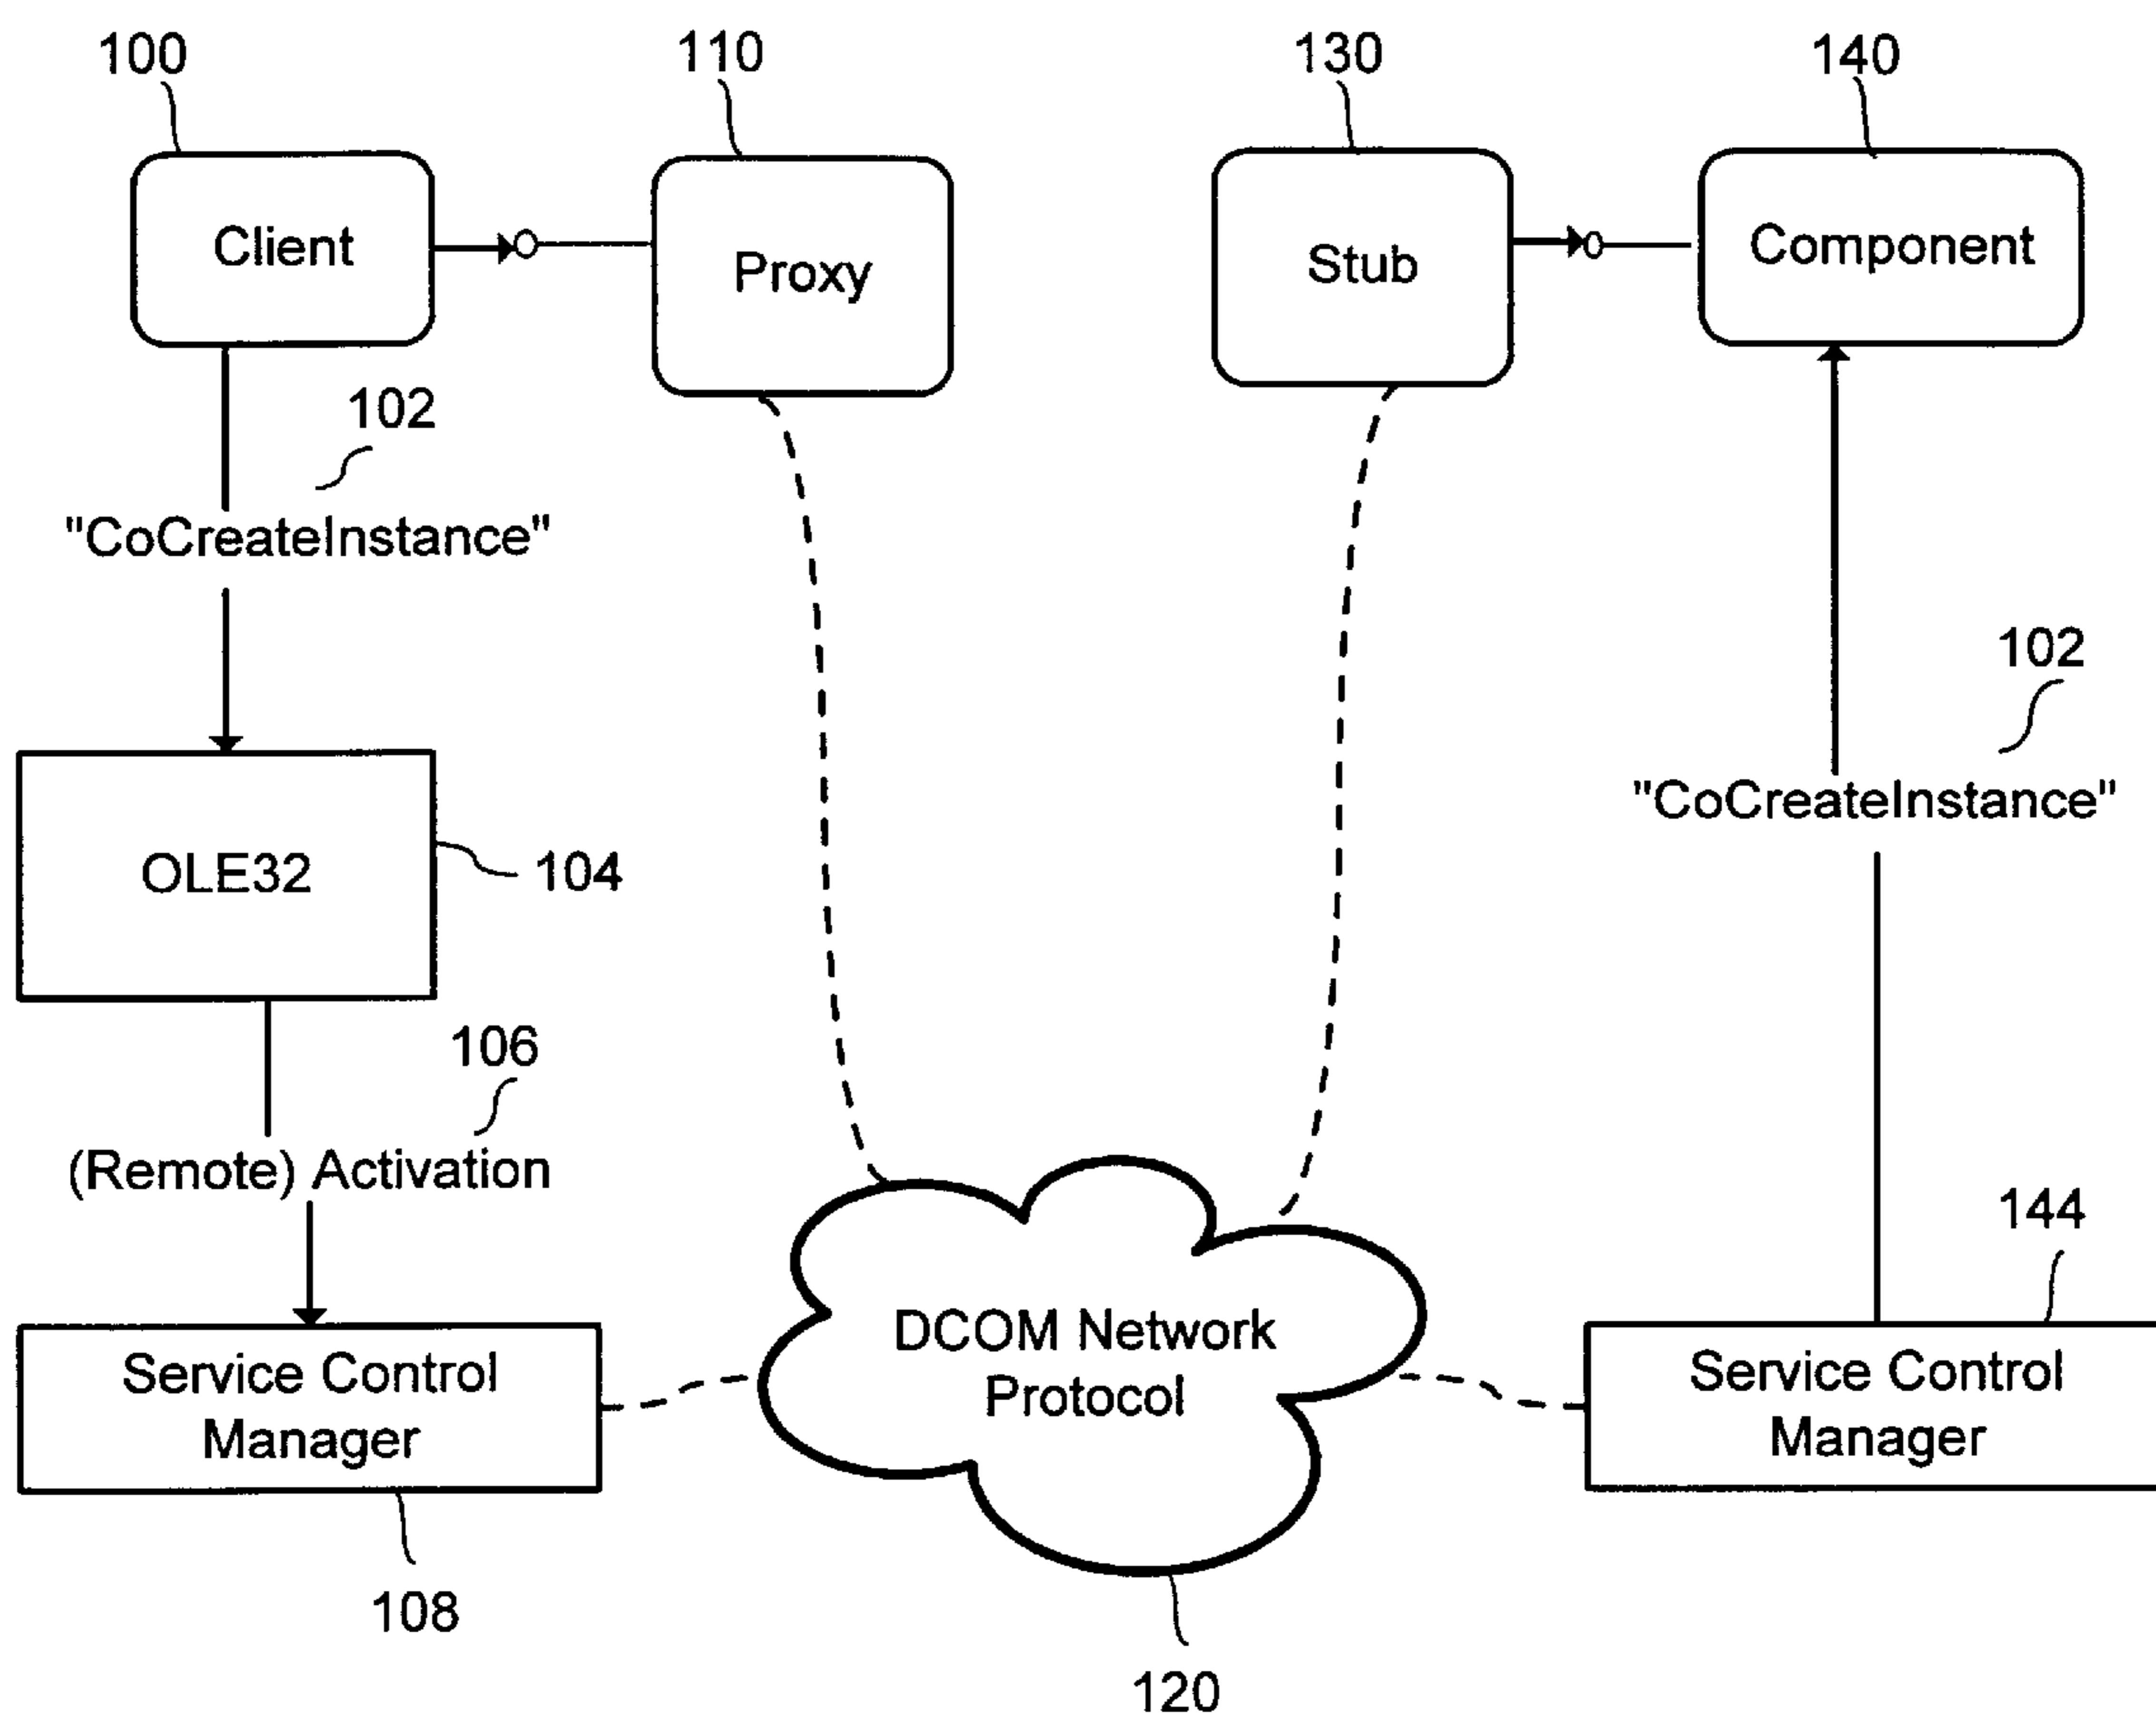 100
110
130
140
Client
Proxy
Stub
Component
102
"CoCreateInstance"
102
"CoCreateInstance"
OLE32
104
106
(Remote) Activation
144
DCOM Network
Protocol
Service Control
Manager
Service Control
Manager
108
120